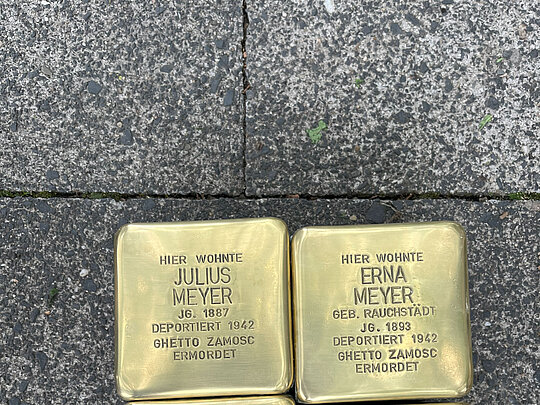 HIER WOHNTE
JULIUS
MEYER
JG. 1887
DEPORTIERT 1942
GHETTO ZAMOSC
ERMORDET
HIER WOHNTE
ERNA
MEYER
GEB. RAUCHSTÄDT
JG. 1893
DEPORTIERT 1942
GHETTO ZAMOSC
ERMORDET